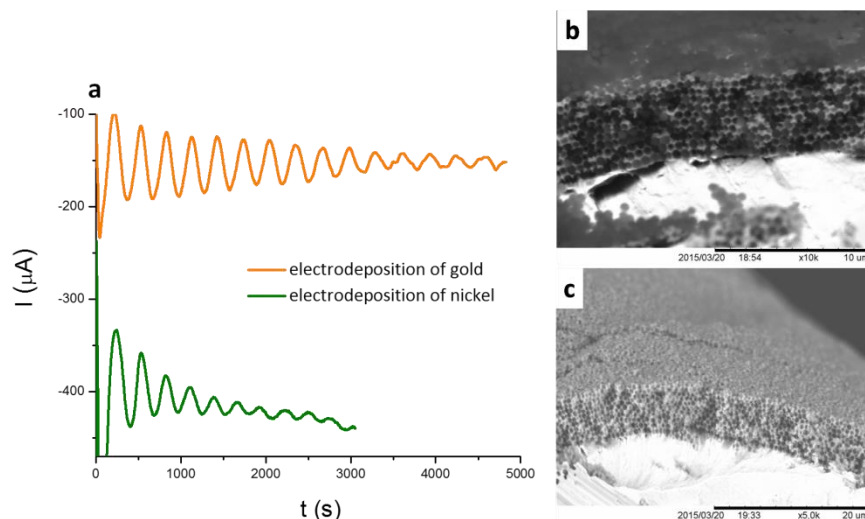 a
-100
-200
-300
-400
I (μA)
electrodeposition of gold
electrodeposition of nickel
0 1000 2000 3000 4000 5000
t (s)
b
2015/03/20 18:54 x10k 10 um
c
2015/03/20 19:33 x5.0k 20 um